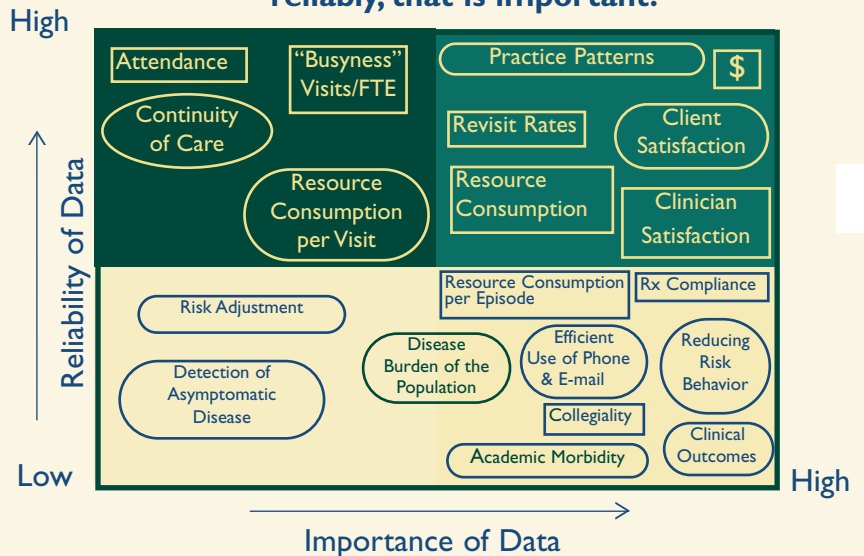 reliably, that is important.
High
Attendance
“Busyness”
Visits/FTE
Practice Patterns
$
Continuity
of Care
Revisit Rates
Client
Satisfaction
Resource
Consumption
per Visit
Resource
Consumption
Clinician
Satisfaction
Reliability of Data
Risk Adjustment
Resource Consumption
per Episode
Rx Compliance
Disease
Burden of the
Population
Efficient
Use of Phone
& E-mail
Reducing
Risk
Behavior
Detection of
Asymptomatic
Disease
Collegiality
Clinical
Outcomes
Academic Morbidity
Low
High
Importance of Data